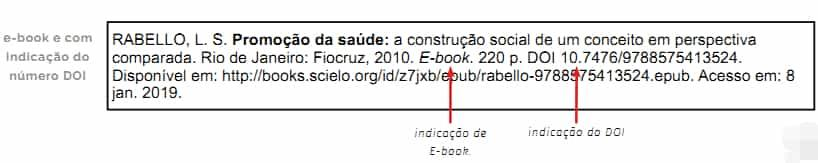 e-book e com
indicação do
número DOI
RABELLO, L. S. Promoção da saúde: a construção social de um conceito em perspectiva
comparada. Rio de Janeiro: Fiocruz, 2010. E-book. 220 p. DOI 10.7476/9788575413524.
Disponível em: http://books.scielo.org/id/z7jxb/epub/rabello-9788575413524.epub. Acesso em: 8
jan. 2019.
indicação de
E-book.
indicação do DOI